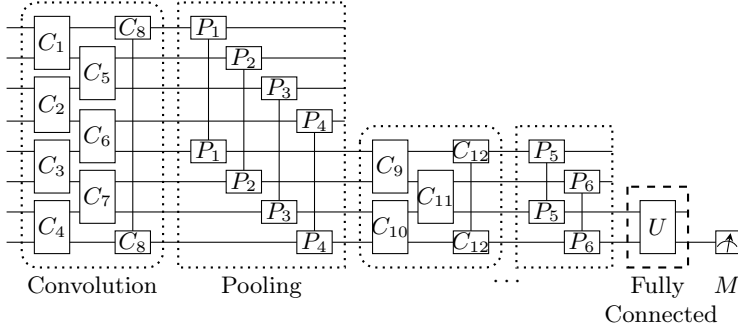 C8 P1
C1 P2
C5 P3
C2 P4
C6
P1 C12 P5
C3 P2 C9 P6
C7 P3 C11 P5
C4 C10 U
C8 P4 C12 P6
Convolution Pooling ... Fully M
Connected